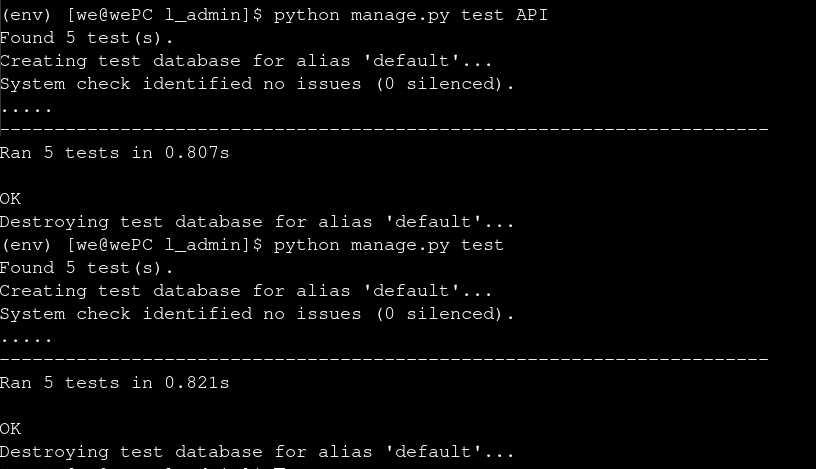 (env) [we@wePC l_admin]$ python manage.py test API
Found 5 test(s).
Creating test database for alias 'default'...
System check identified no issues (0 silenced).
.....
----------------------------------------------------------------------
Ran 5 tests in 0.807s
OK
Destroying test database for alias 'default'...
(env) [we@wePC l_admin]$ python manage.py test
Found 5 test(s).
Creating test database for alias 'default'...
System check identified no issues (0 silenced).
.....
----------------------------------------------------------------------
Ran 5 tests in 0.821s
OK
Destroying test database for alias 'default'...